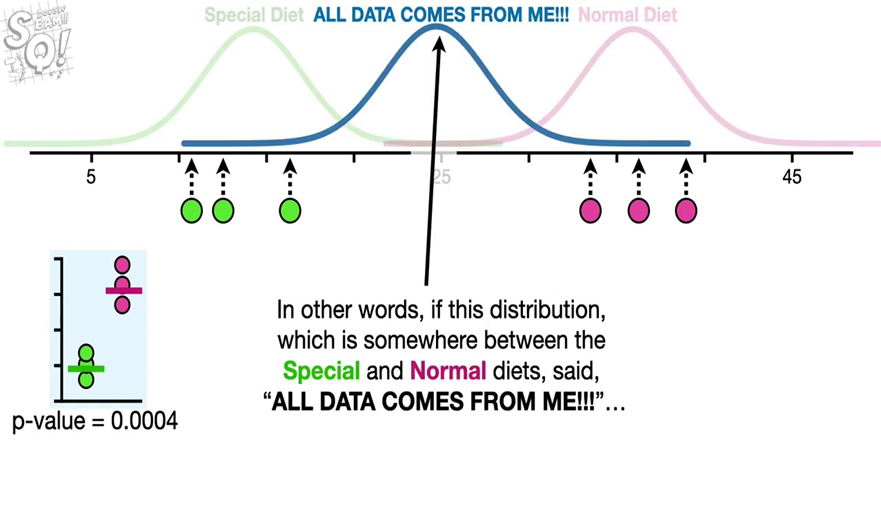 Special Diet ALL DATA COMES FROM ME!!! Normal Diet
5 25 45
In other words, if this distribution,
which is somewhere between the
Special and Normal diets, said,
“ALL DATA COMES FROM ME!!!”…
p-value = 0.0004